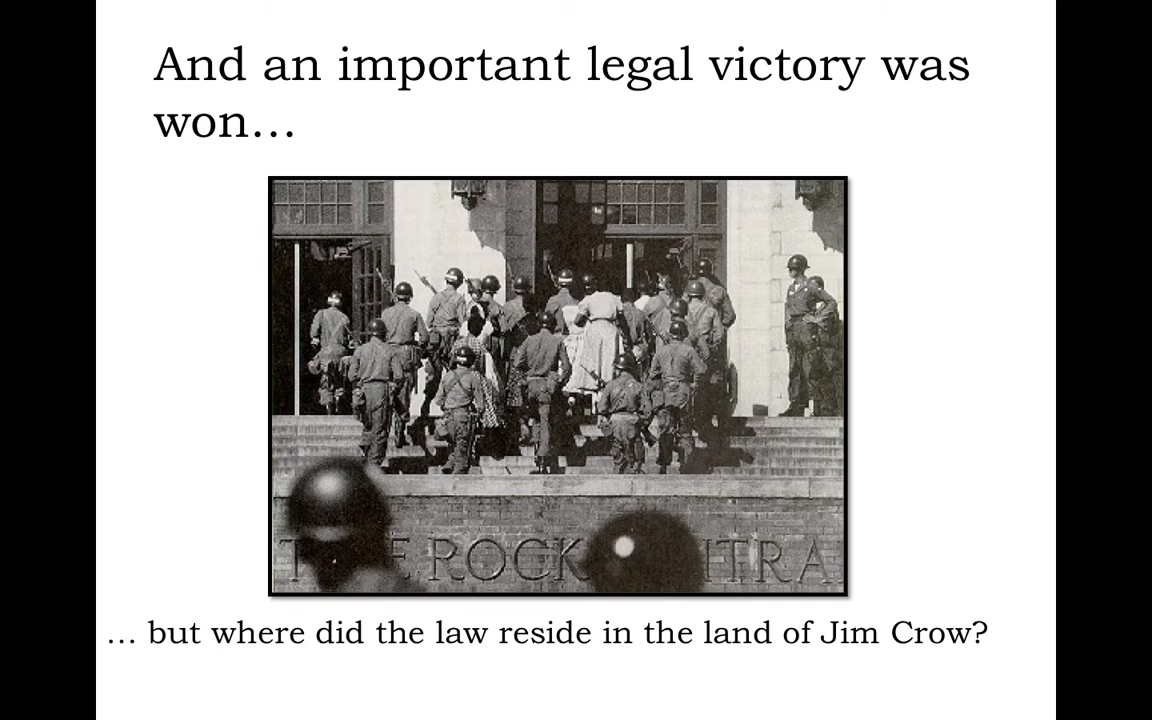 And an important legal victory was
won…
T E ROCK ITRA
… but where did the law reside in the land of Jim Crow?